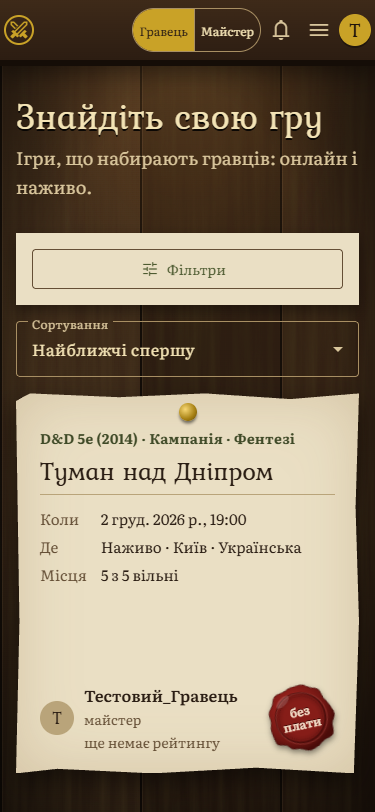 Гравець Майстер T
Знайдіть свою гру
Ігри, що набирають гравців: онлайн і
наживо.
Фільтри
Сортування
Найближчі спершу
D&D 5e (2014) · Кампанія · Фентезі
Туман над Дніпром
Коли 2 груд. 2026 р., 19:00
Де Наживо · Київ · Українська
Місця 5 з 5 вільні
Тестовий_Гравець
T майстер
ще немає рейтингу
без
плати